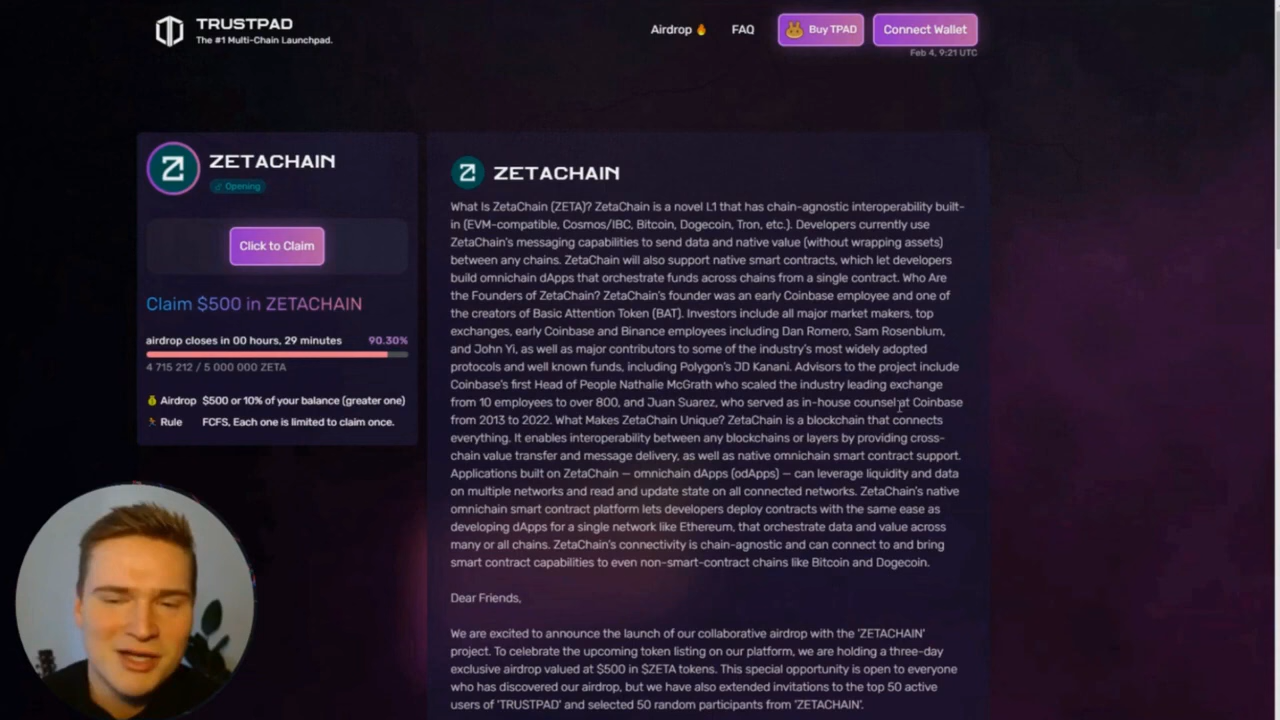 TRUSTPAD
The #1 Multi-Chain Launchpad.
Airdrop 🔥
FAQ
Buy TPAD
Connect Wallet
Feb 4, 9:21 UTC
ZETACHAIN
Opening
Click to Claim
Claim $500 in ZETACHAIN
airdrop closes in 00 hours, 29 minutes 90.30%
4 715 212 / 5 000 000 ZETA
Airdrop $500 or 10% of your balance (greater one)
Rule FCFS, Each one is limited to claim once.
ZETACHAIN
What Is ZetaChain (ZETA)? ZetaChain is a novel L1 that has chain-agnostic interoperability built-
in (EVM-compatible, Cosmos/IBC, Bitcoin, Dogecoin, Tron, etc.). Developers currently use
ZetaChain's messaging capabilities to send data and native value (without wrapping assets)
between any chains. ZetaChain will also support native smart contracts, which let developers
build omnichain dApps that orchestrate funds across chains from a single contract. Who Are
the Founders of ZetaChain? ZetaChain's founder was an early Coinbase employee and one of
the creators of Basic Attention Token (BAT). Investors include all major market makers, top
exchanges, early Coinbase and Binance employees including Dan Romero, Sam Rosenblum,
and John Yi, as well as major contributors to some of the industry's most widely adopted
protocols and well known funds, including Polygon's JD Kanani. Advisors to the project include
Coinbase's first Head of People Nathalie McGrath who scaled the industry leading exchange
from 10 employees to over 800, and Juan Suarez, who served as in-house counsel at Coinbase
from 2013 to 2022. What Makes ZetaChain Unique? ZetaChain is a blockchain that connects
everything. It enables interoperability between any blockchains or layers by providing cross-
chain value transfer and message delivery, as well as native omnichain smart contract support.
Applications built on ZetaChain — omnichain dApps (odApps) — can leverage liquidity and data
on multiple networks and read and update state on all connected networks. ZetaChain's native
omnichain smart contract platform lets developers deploy contracts with the same ease as
developing dApps for a single network like Ethereum, that orchestrate data and value across
many or all chains. ZetaChain's connectivity is chain-agnostic and can connect to and bring
smart contract capabilities to even non-smart-contract chains like Bitcoin and Dogecoin.
Dear Friends,
We are excited to announce the launch of our collaborative airdrop with the 'ZETACHAIN'
project. To celebrate the upcoming token listing on our platform, we are holding a three-day
exclusive airdrop valued at $500 in $ZETA tokens. This special opportunity is open to everyone
who has discovered our airdrop, but we have also extended invitations to the top 50 active
users of 'TRUSTPAD' and selected 50 random participants from 'ZETACHAIN'.